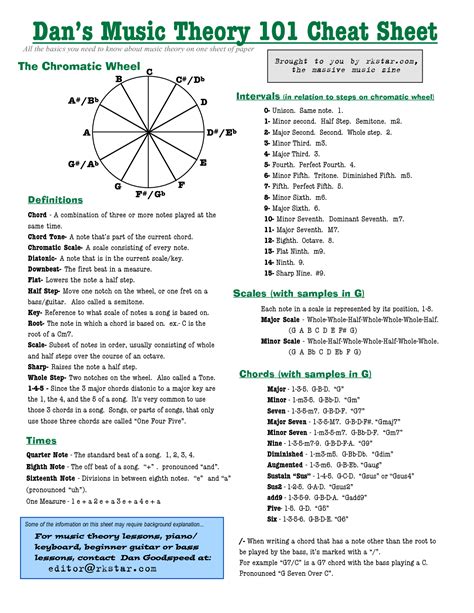 Dan's Music Theory 101 Cheat Sheet
All the basics you need to know about music theory on one sheet of paper
Brought to you by rkstar.com,
the massive music zine
The Chromatic Wheel
C
C#/Db
D
D#/Eb
E
F
F#/Gb
G
G#/Ab
A
A#/Bb
B
Definitions
Chord - A combination of three or more notes played at the
same time.
Chord Tone- A note that's part of the current chord.
Chromatic Scale- A scale consisting of every note.
Diatonic- A note that is in the current scale/key.
Downbeat- The first beat in a measure.
Flat- Lowers the note a half step.
Half Step- Move one notch on the wheel, or one fret on a
bass/guitar. Also called a semitone.
Key- Reference to what scale of notes a song is based on.
Root- The note in which a chord is based on. ex.- C is the
root of a Cm7.
Scale- Subset of notes in order, usually consisting of whole
and half steps over the course of an octave.
Sharp- Raises the note a half step.
Whole Step- Two notches on the wheel. Also called a Tone.
1-4-5 - Since the 3 major chords diatonic to a major key are
the 1, the 4, and the 5 of a song. It's very common to use
those 3 chords in a song. Songs, or parts of songs, that only
use those three chords are called "One Four Five".
Times
Quarter Note - The standard beat of a song. 1, 2, 3, 4.
Eighth Note - The off beat of a song. "+" . pronounced "and".
Sixteenth Note - Divisions in between eighth notes. "e" and "a"
(pronounced "uh").
One Measure - 1 e + a 2 e + a 3 e + a 4 e + a
Some of the information on this sheet may require background explanation...
For music theory lessons, piano/
keyboard, beginner guitar or bass
lessons, contact Dan Goodspeed at:
editor@rkstar.com
Intervals (in relation to steps on chromatic wheel)
0- Unison. Same note. 1.
1- Minor second. Half Step. Semitone. m2.
2- Major Second. Second. Whole step. 2.
3- Minor Third. m3.
4- Major Third. 3.
5- Fourth. Perfect Fourth. 4.
6- Minor Fifth. Tritone. Diminished Fifth. m5.
7- Fifth. Perfect Fifth. 5.
8- Minor Sixth. m6.
9- Major Sixth. 6.
10- Minor Seventh. Dominant Seventh. m7.
11- Major Seventh. M7.
12- Eighth. Octave. 8.
13- Flat Ninth. m9.
14- Ninth. 9.
15- Sharp Nine. #9.
Scales (with samples in G)
Each note in a scale is represented by its position, 1-8.
Major Scale - Whole-Whole-Half-Whole-Whole-Whole-Half.
(G A B C D E F# G)
Minor Scale - Whole-Half-Whole-Whole-Half-Whole-Whole.
(G A Bb C D Eb F G)
Chords (with samples in G)
Major - 1-3-5. G-B-D. "G"
Minor - 1-m3-5. G-Bb-D. "Gm"
Seven - 1-3-5-m7. G-B-D-F. "G7"
Major Seven - 1-3-5-M7. G-B-D-F#. "Gmaj7"
Minor Seven - 1-m3-5-m7. G-Bb-D-F. "Gm7"
Nine - 1-3-5-m7-9. G-B-D-F-A. "G9"
Diminished - 1-m3-m5. G-Bb-Db. "Gdim"
Augmented - 1-3-m6. G-B-Eb. "Gaug"
Sustain "Sus" - 1-4-5. G-C-D. "Gsus" or "Gsus4"
Sus2 - 1-2-5. G-A-D. "Gsus2"
add9 - 1-3-5-9. G-B-D-A. "Gadd9"
Five- 1-5. G-D. "G5"
Six - 1-3-5-6. G-B-D-E. "G6"
/- When writing a chord that has a note other than the root to
be played by the bass, it's marked with a "/".
For example "G7/C" is a G7 chord with the bass playing a C.
Pronounced "G Seven Over C".